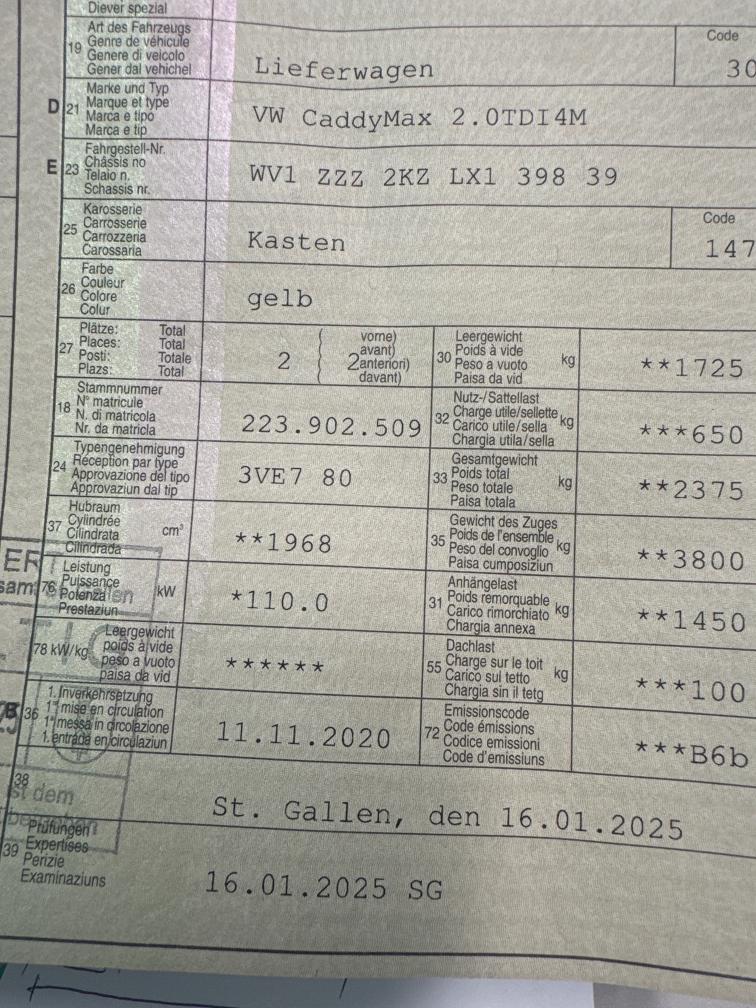 Diever spezial
19 Art des Fahrzeugs
Genre de véhicule
Genere di veicolo
Gener dal vehichel
Lieferwagen
Code
30
D 21 Marke und Typ
Marque et type
Marca e tipo
Marca e tip
VW CaddyMax 2.0TDI4M
E 23 Fahrgestell-Nr.
Châssis no
Telaio n.
Schassis nr.
WV1 ZZZ 2KZ LX1 398 39
25 Karosserie
Carrosserie
Carrozzeria
Carossaria
Kasten
Code
147
26 Farbe
Couleur
Colore
Colur
gelb
27 Plätze: Total
Places: Total
Posti: Totale
Plazs: Total
2 ( 2 vorne)
avant)
anteriori)
davant)
30 Leergewicht
Poids à vide
Peso a vuoto
Paisa da vid
kg
**1725
18 Stammnummer
N° matricule
N. di matricola
Nr. da matricla
223.902.509
32 Nutz-/Sattellast
Charge utile/sellette
Carico utile/sella
Chargia utila/sella
kg
***650
24 Typengenehmigung
Réception par type
Approvazione del tipo
Approvaziun dal tip
3VE7 80
33 Gesamtgewicht
Poids total
Peso totale
Paisa totala
kg
**2375
37 Hubraum
Cylindrée
Cilindrata
Cilindrada
cm³
**1968
35 Gewicht des Zuges
Poids de l'ensemble
Peso del convoglio
Paisa cumposiziun
kg
**3800
76 Leistung
Puissance
Potenza
Prestaziun
kW
*110.0
31 Anhängelast
Poids remorquable
Carico rimorchiato
Chargia annexa
kg
**1450
78 kW/kg Leergewicht
poids à vide
peso a vuoto
paisa da vid
******
55 Dachlast
Charge sur le toit
Carico sul tetto
Chargia sin il tetg
kg
***100
B 36 1. Inverkehrsetzung
1re mise en circulation
1a messa in circolazione
1. entrada en circulaziun
11.11.2020
72 Emissionscode
Code émissions
Codice emissioni
Code d'emissiuns
***B6b
38
St. Gallen, den 16.01.2025
39 Prüfungen
Expertises
Perizie
Examinaziuns
16.01.2025 SG